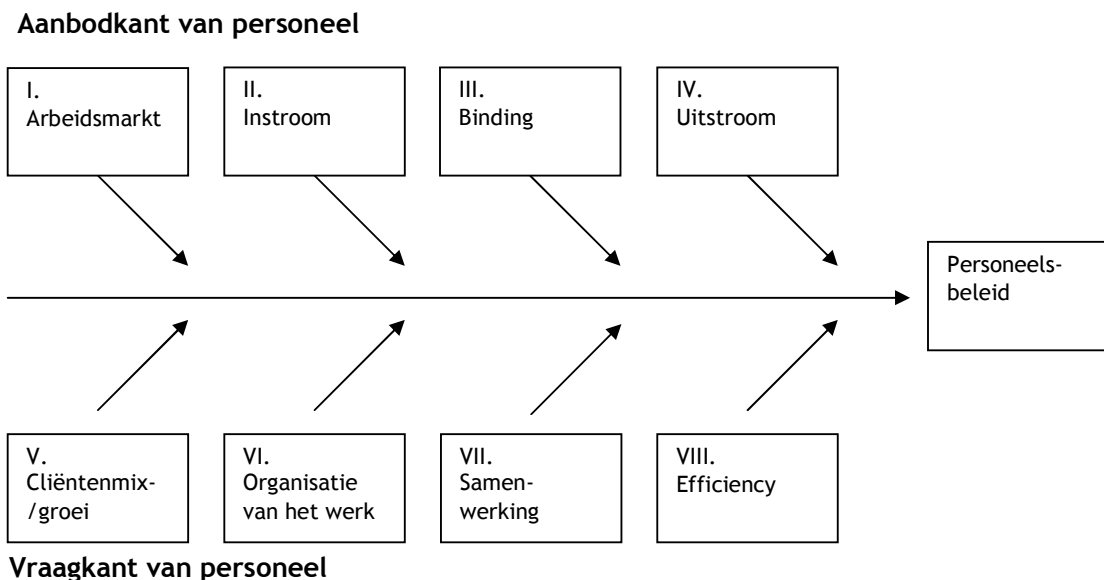 Aanbodkant van personeel
I.
Arbeidsmarkt
II.
Instroom
III.
Binding
IV.
Uitstroom
Personeels-
beleid
V.
Cliëntenmix-
/groei
VI.
Organisatie
van het werk
VII.
Samen-
werking
VIII.
Efficiency
Vraagkant van personeel